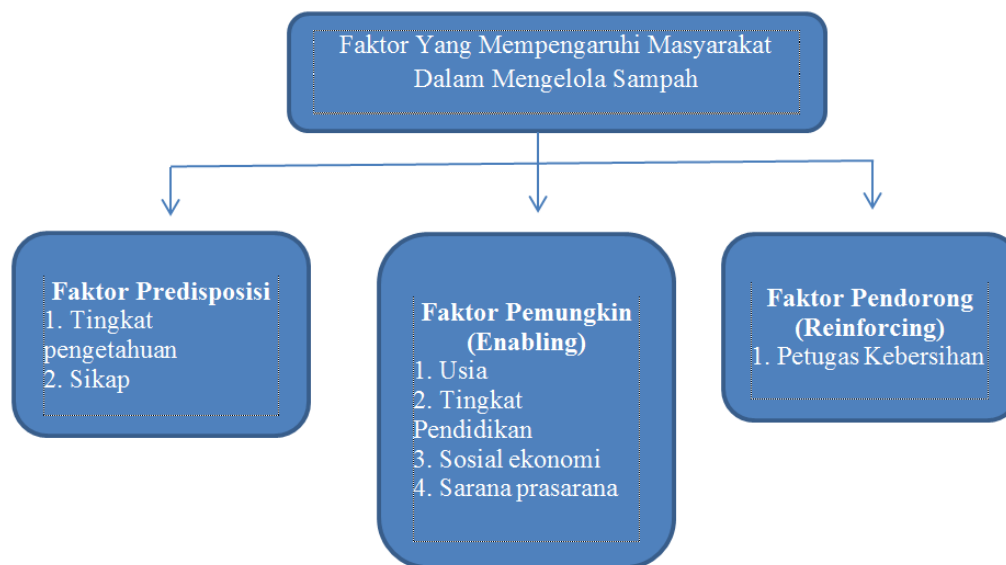 Faktor Yang Mempengaruhi Masyarakat
Dalam Mengelola Sampah
Faktor Predisposisi
1. Tingkat
pengetahuan
2. Sikap
Faktor Pemungkin
(Enabling)
1. Usia
2. Tingkat
Pendidikan
3. Sosial ekonomi
4. Sarana prasarana
Faktor Pendorong
(Reinforcing)
1. Petugas Kebersihan